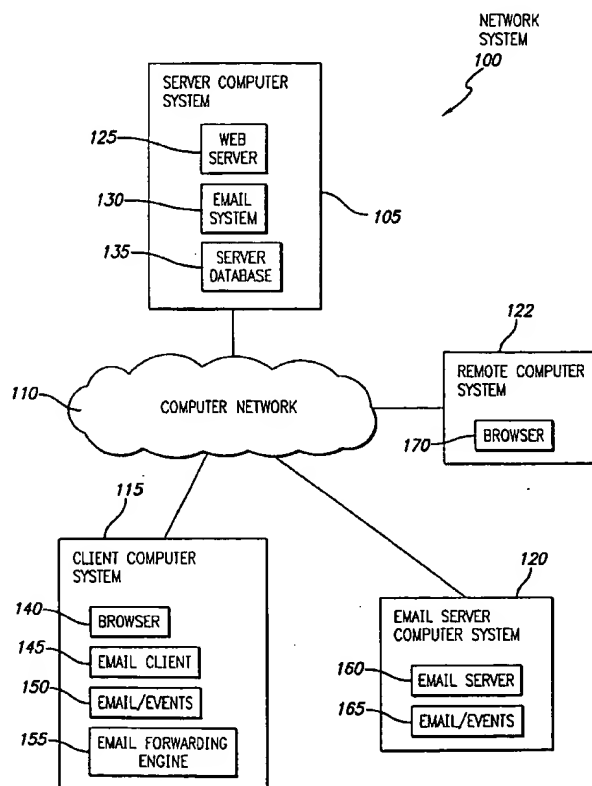 NETWORK
SYSTEM
100
SERVER COMPUTER
SYSTEM
125
WEB
SERVER
130
EMAIL
SYSTEM
105
135
SERVER
DATABASE
122
REMOTE COMPUTER
SYSTEM
170
BROWSER
110
COMPUTER NETWORK
115
CLIENT COMPUTER
SYSTEM
140
BROWSER
145
EMAIL CLIENT
150
EMAIL/EVENTS
155
EMAIL FORWARDING
ENGINE
120
EMAIL SERVER
COMPUTER SYSTEM
160
EMAIL SERVER
165
EMAIL/EVENTS